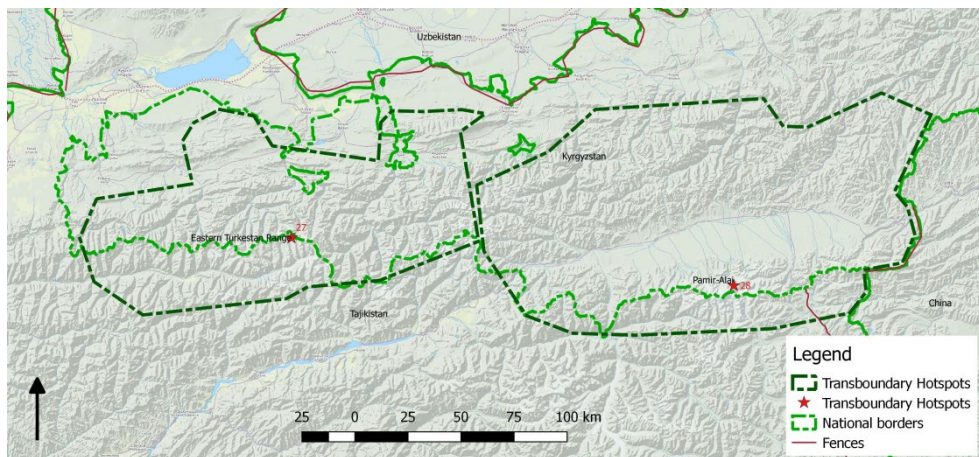 Uzbekistan
Kyrgyzstan
27
Eastern Turkestan Range
Pamir-Alai
28
Tajikistan
China
Legend
Transboundary Hotspots
Transboundary Hotspots
National borders
Fences
25 0 25 50 75 100 km